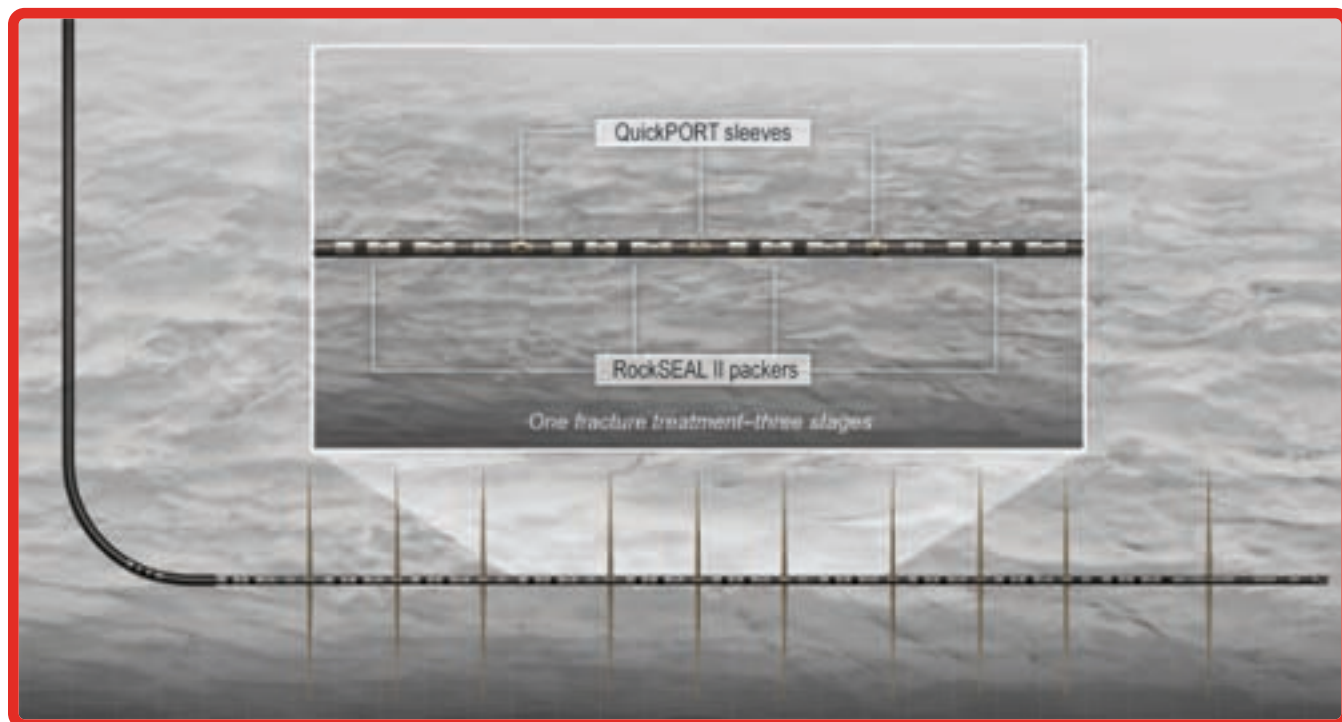 QuickPORT sleeves
RockSEAL II packers
One fracture treatment–three stages